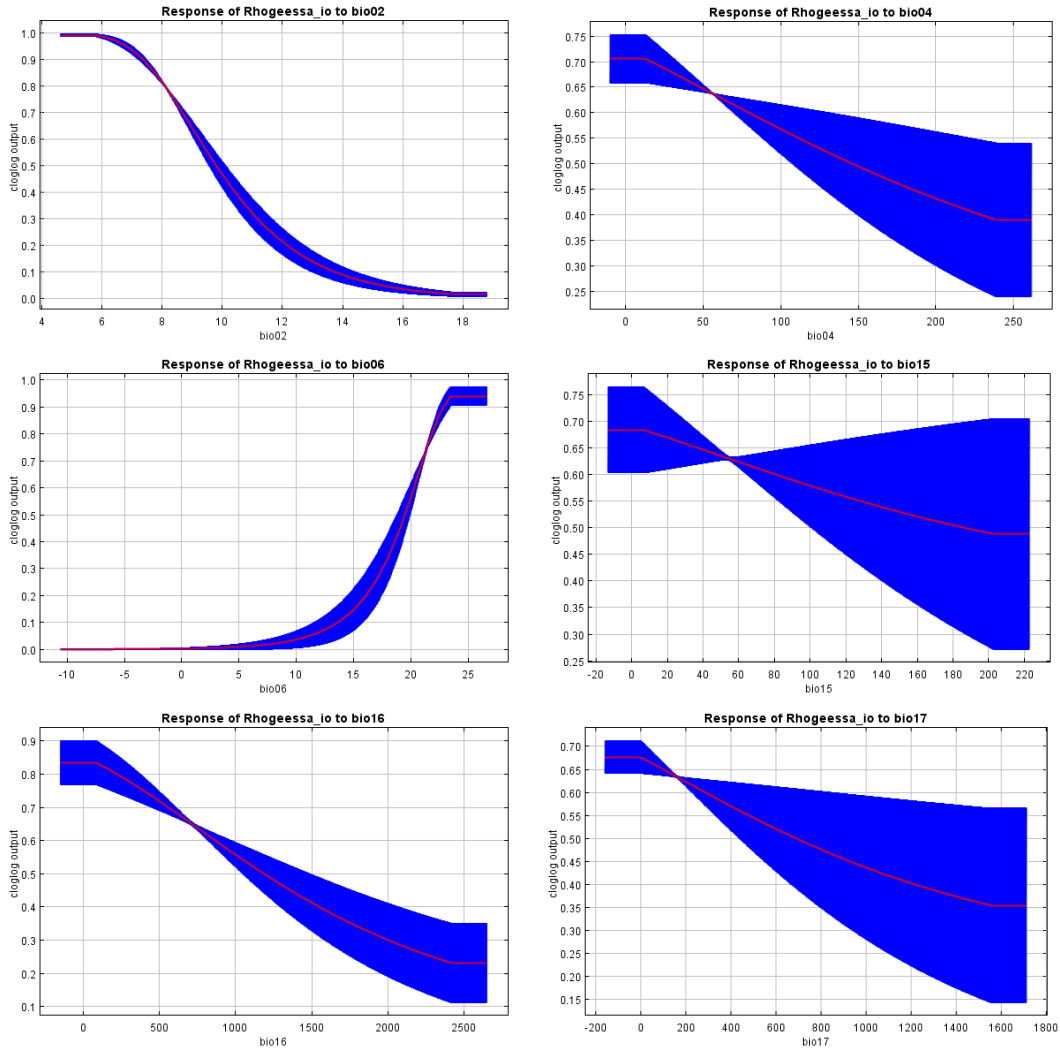 Response of Rhogeessa_io to bio02
1.0
0.9
0.8
0.7
0.6
0.5
0.4
0.3
0.2
0.1
0.0
cloglog output
4 6 8 10 12 14 16 18
bio02
Response of Rhogeessa_io to bio04
0.75
0.70
0.65
0.60
0.55
0.50
0.45
0.40
0.35
0.30
0.25
cloglog output
0 50 100 150 200 250
bio04
Response of Rhogeessa_io to bio06
1.0
0.9
0.8
0.7
0.6
0.5
0.4
0.3
0.2
0.1
0.0
cloglog output
-10 -5 0 5 10 15 20 25
bio06
Response of Rhogeessa_io to bio15
0.75
0.70
0.65
0.60
0.55
0.50
0.45
0.40
0.35
0.30
0.25
cloglog output
-20 0 20 40 60 80 100 120 140 160 180 200 220
bio15
Response of Rhogeessa_io to bio16
0.9
0.8
0.7
0.6
0.5
0.4
0.3
0.2
0.1
cloglog output
0 500 1000 1500 2000 2500
bio16
Response of Rhogeessa_io to bio17
0.70
0.65
0.60
0.55
0.50
0.45
0.40
0.35
0.30
0.25
0.20
0.15
cloglog output
-200 0 200 400 600 800 1000 1200 1400 1600 1800
bio17